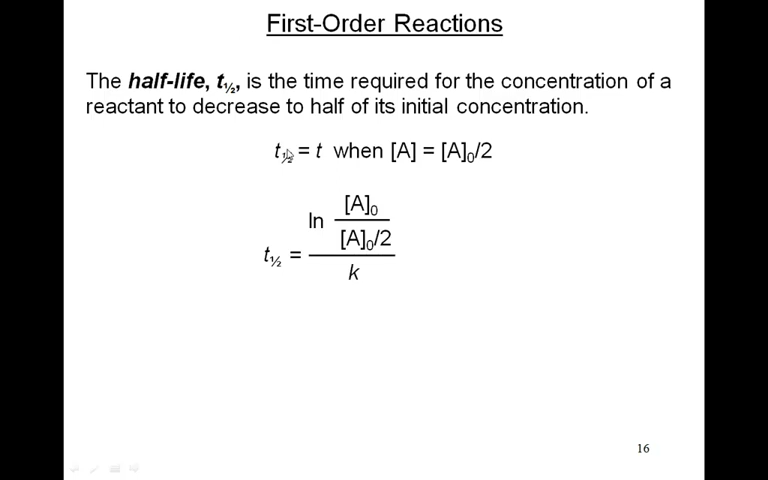 First-Order Reactions
The half-life, t½, is the time required for the concentration of a
reactant to decrease to half of its initial concentration.
t½ = t when [A] = [A]₀/2
t½ = ln [A]₀ / [A]₀/2 / k
16